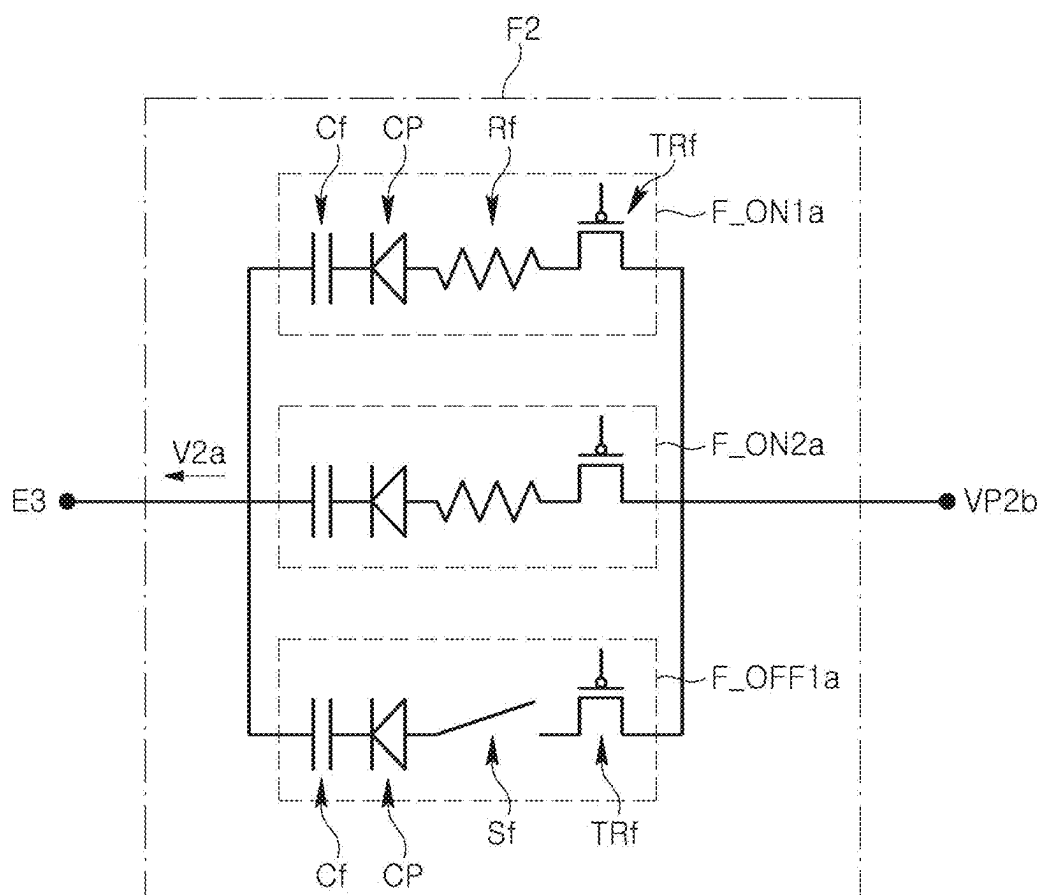 F2
Cf CP Rf TRf
F_ON1a
V2a
F_ON2a
E3
VP2b
F_OFF1a
Cf CP Sf TRf